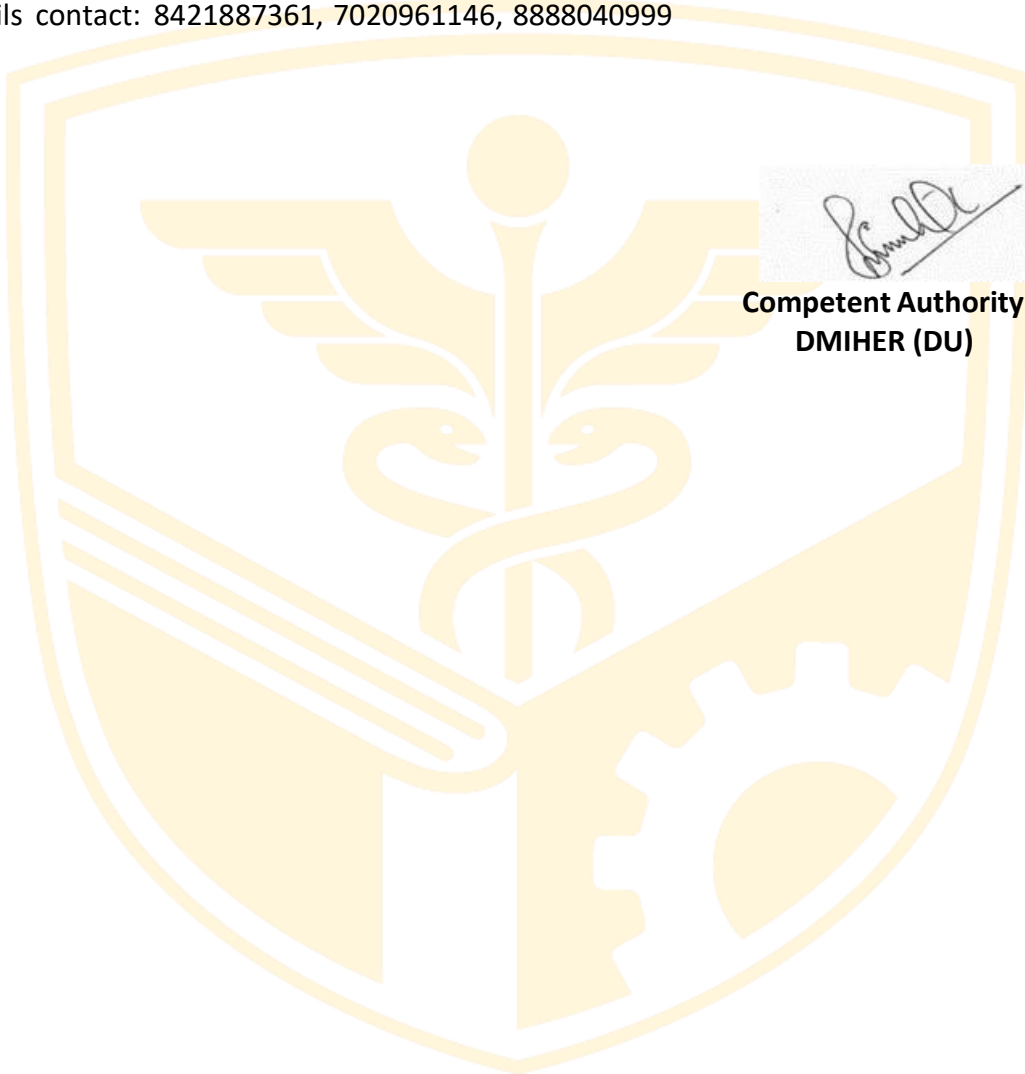 ils contact: 8421887361, 7020961146, 8888040999
Competent Authority
DMIHER (DU)